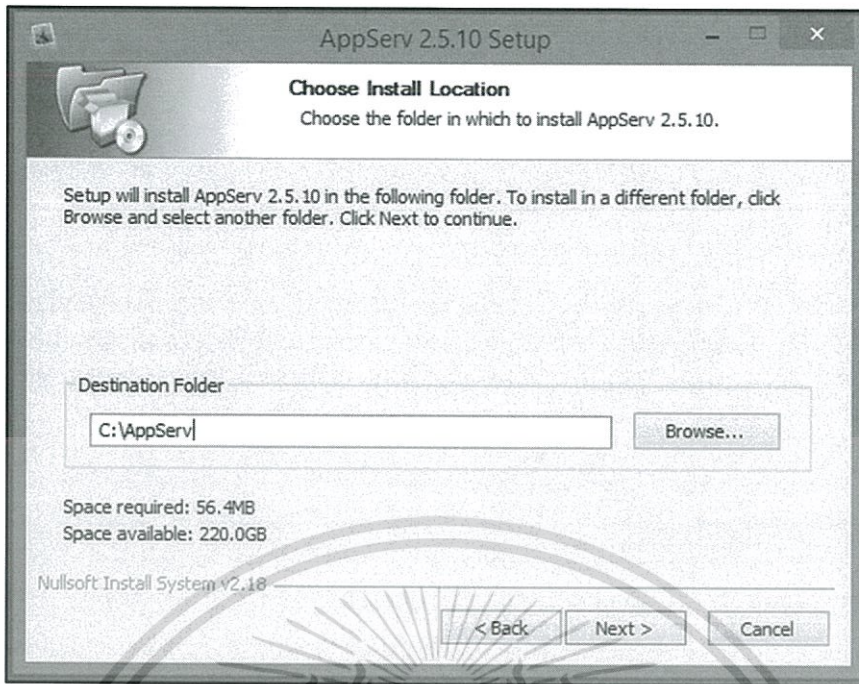 AppServ 2.5.10 Setup
Choose Install Location
Choose the folder in which to install AppServ 2.5.10.
Setup will install AppServ 2.5.10 in the following folder. To install in a different folder, click
Browse and select another folder. Click Next to continue.
Destination Folder
C:\AppServ
Browse...
Space required: 56.4MB
Space available: 220.0GB
Nullsoft Install System v2.18
< Back
Next >
Cancel